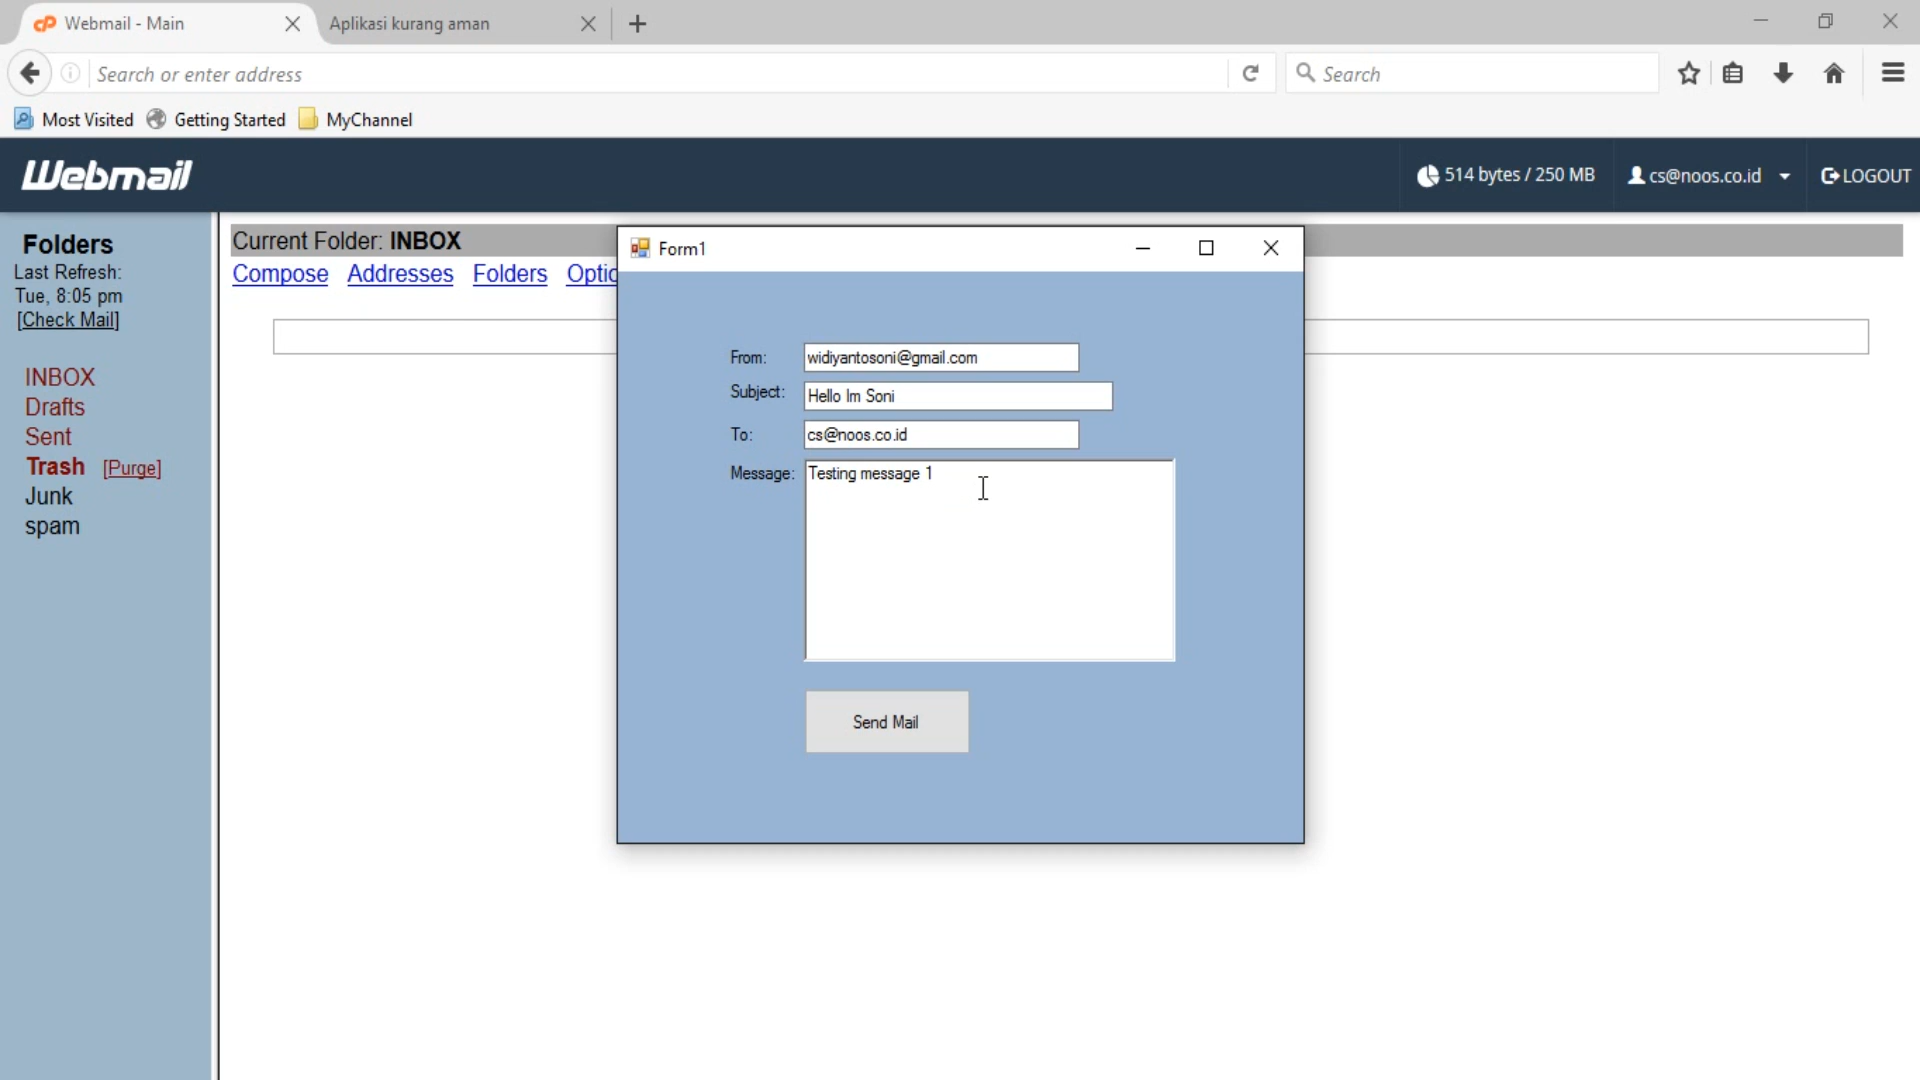 Webmail - Main
Aplikasi kurang aman
Search or enter address
Search
Most Visited
Getting Started
MyChannel
Webmail
514 bytes / 250 MB
cs@noos.co.id
LOGOUT
Folders
Last Refresh:
Tue, 8:05 pm
[Check Mail]
INBOX
Drafts
Sent
Trash [Purge]
Junk
spam
Current Folder: INBOX
Compose Addresses Folders Optio
Form1
From: widiyantosoni@gmail.com
Subject: Hello Im Soni
To: cs@noos.co.id
Message: Testing message 1
Send Mail